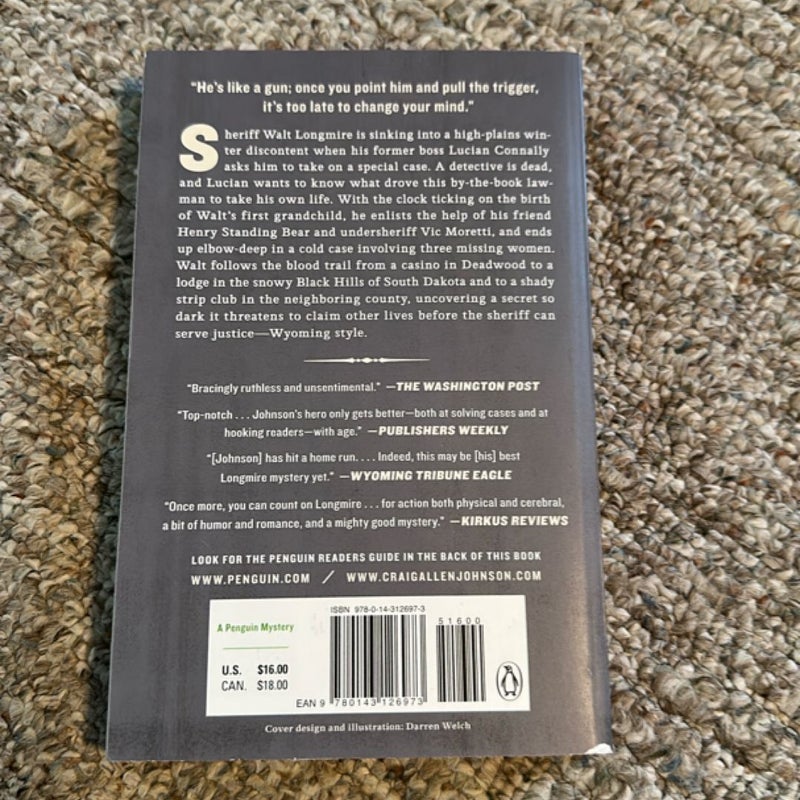 "He's like a gun; once you point him and pull the trigger,
it's too late to change your mind."
Sheriff Walt Longmire is sinking into a high-plains win-
ter discontent when his former boss Lucian Connally
asks him to take on a special case. A detective is dead,
and Lucian wants to know what drove this by-the-book law-
man to take his own life. With the clock ticking on the birth
of Walt's first grandchild, he enlists the help of his friend
Henry Standing Bear and undersheriff Vic Moretti, and ends
up elbow-deep in a cold case involving three missing women.
Walt follows the blood trail from a casino in Deadwood to a
lodge in the snowy Black Hills of South Dakota and to a shady
strip club in the neighboring county, uncovering a secret so
dark it threatens to claim other lives before the sheriff can
serve justice—Wyoming style.
"Bracingly ruthless and unsentimental." —THE WASHINGTON POST
"Top-notch . . . Johnson's hero only gets better—both at solving cases and at
hooking readers—with age." —PUBLISHERS WEEKLY
"[Johnson] has hit a home run. . . . Indeed, this may be [his] best
Longmire mystery yet." —WYOMING TRIBUNE EAGLE
"Once more, you can count on Longmire . . . for action both physical and cerebral,
a bit of humor and romance, and a mighty good mystery." —KIRKUS REVIEWS
LOOK FOR THE PENGUIN READERS GUIDE IN THE BACK OF THIS BOOK
WWW.PENGUIN.COM / WWW.CRAIGALLENJOHNSON.COM
A Penguin Mystery
U.S. $16.00
CAN. $18.00
ISBN 978-0-14-312697-3
51600
EAN 9 780143 126973
Cover design and illustration: Darren Welch